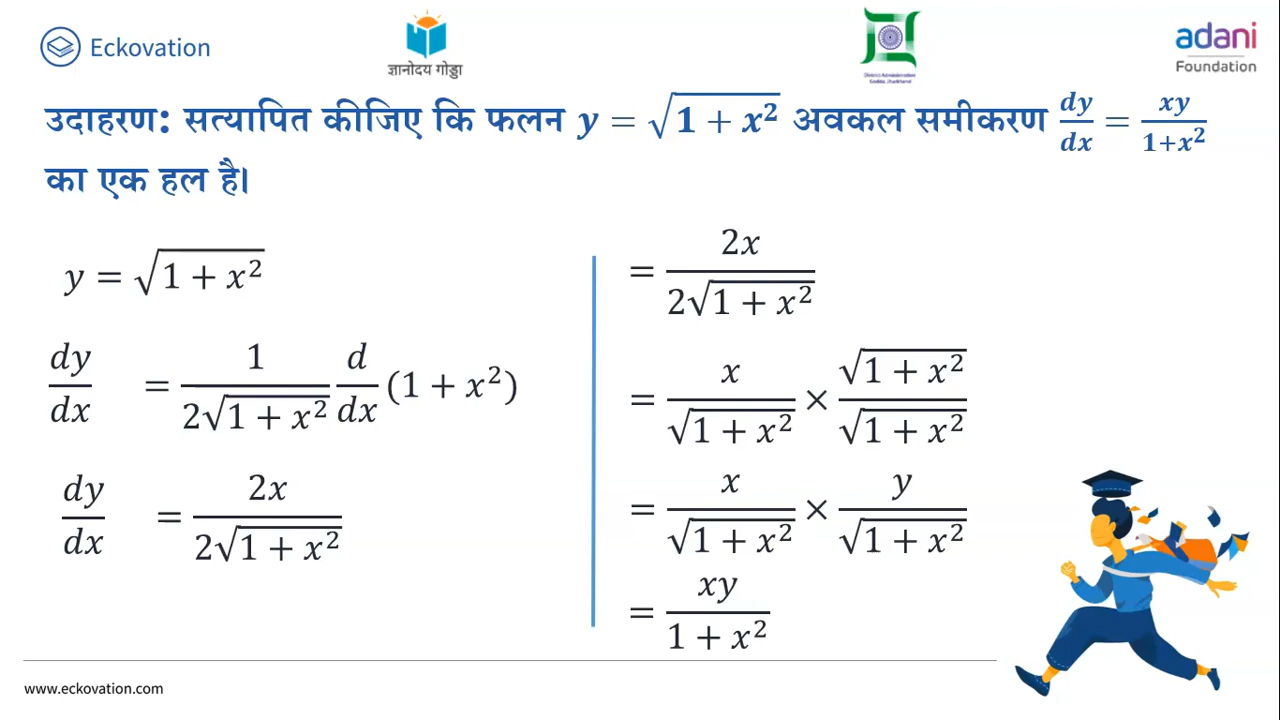 Eckovation
ज्ञानोदय गोड्डा
adani
Foundation
उदाहरण: सत्यापित कीजिए कि फलन y = √(1 + x²) अवकल समीकरण dy/dx = xy/(1+x²)
का एक हल है।
y = √(1 + x²)
dy/dx = 1/(2√(1 + x²)) d/dx (1 + x²)
dy/dx = 2x/(2√(1 + x²))
= 2x/(2√(1 + x²))
= x/√(1 + x²) × √(1 + x²)/√(1 + x²)
= x/√(1 + x²) × y/√(1 + x²)
= xy/(1 + x²)
www.eckovation.com